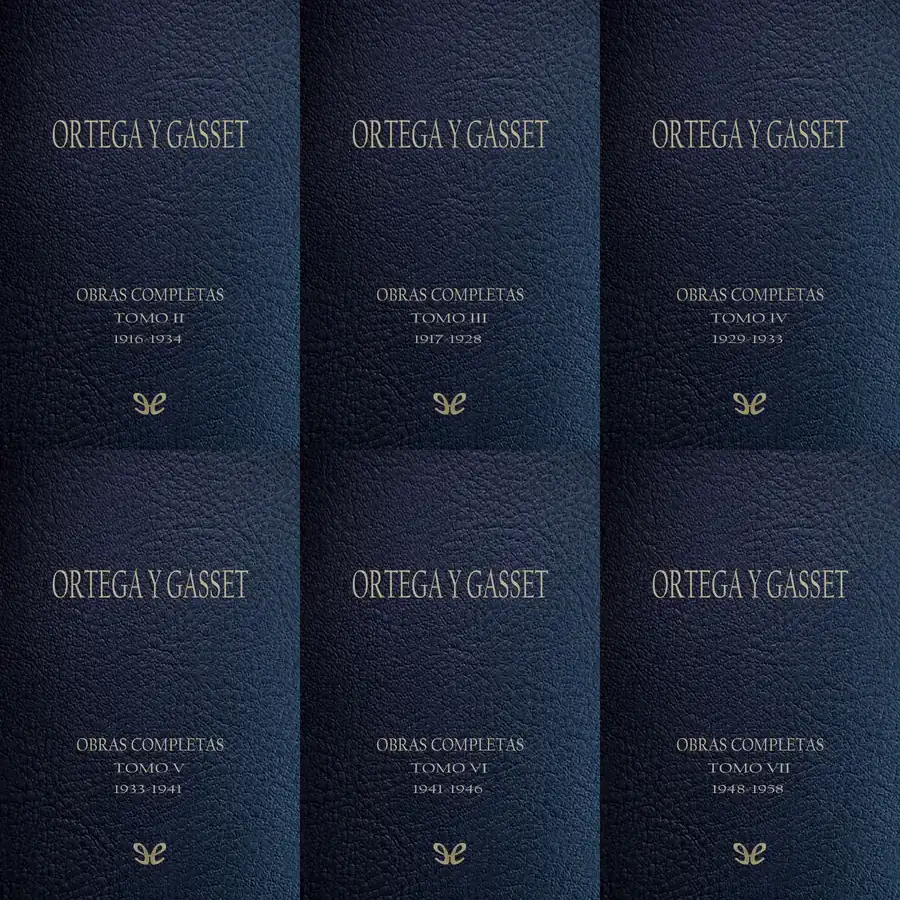 ORTEGA Y GASSET
OBRAS COMPLETAS
TOMO II
1916-1934
ORTEGA Y GASSET
OBRAS COMPLETAS
TOMO III
1917-1928
ORTEGA Y GASSET
OBRAS COMPLETAS
TOMO IV
1929-1933
ORTEGA Y GASSET
OBRAS COMPLETAS
TOMO V
1933-1941
ORTEGA Y GASSET
OBRAS COMPLETAS
TOMO VI
1941-1946
ORTEGA Y GASSET
OBRAS COMPLETAS
TOMO VII
1948-1958